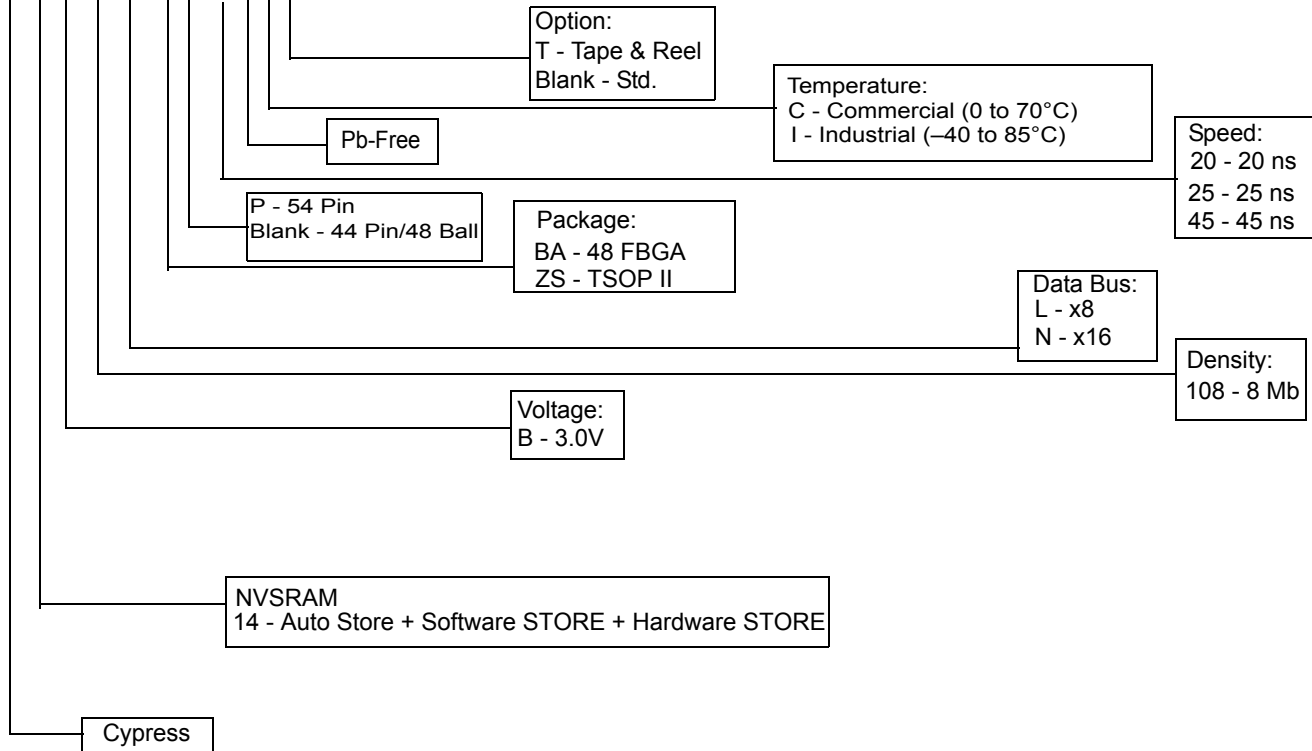 Option:
T - Tape & Reel
Blank - Std.
Temperature:
C - Commercial (0 to 70°C)
I - Industrial (–40 to 85°C)
Pb-Free
Speed:
20 - 20 ns
25 - 25 ns
45 - 45 ns
P - 54 Pin
Blank - 44 Pin/48 Ball
Package:
BA - 48 FBGA
ZS - TSOP II
Data Bus:
L - x8
N - x16
Density:
108 - 8 Mb
Voltage:
B - 3.0V
NVSRAM
14 - Auto Store + Software STORE + Hardware STORE
Cypress